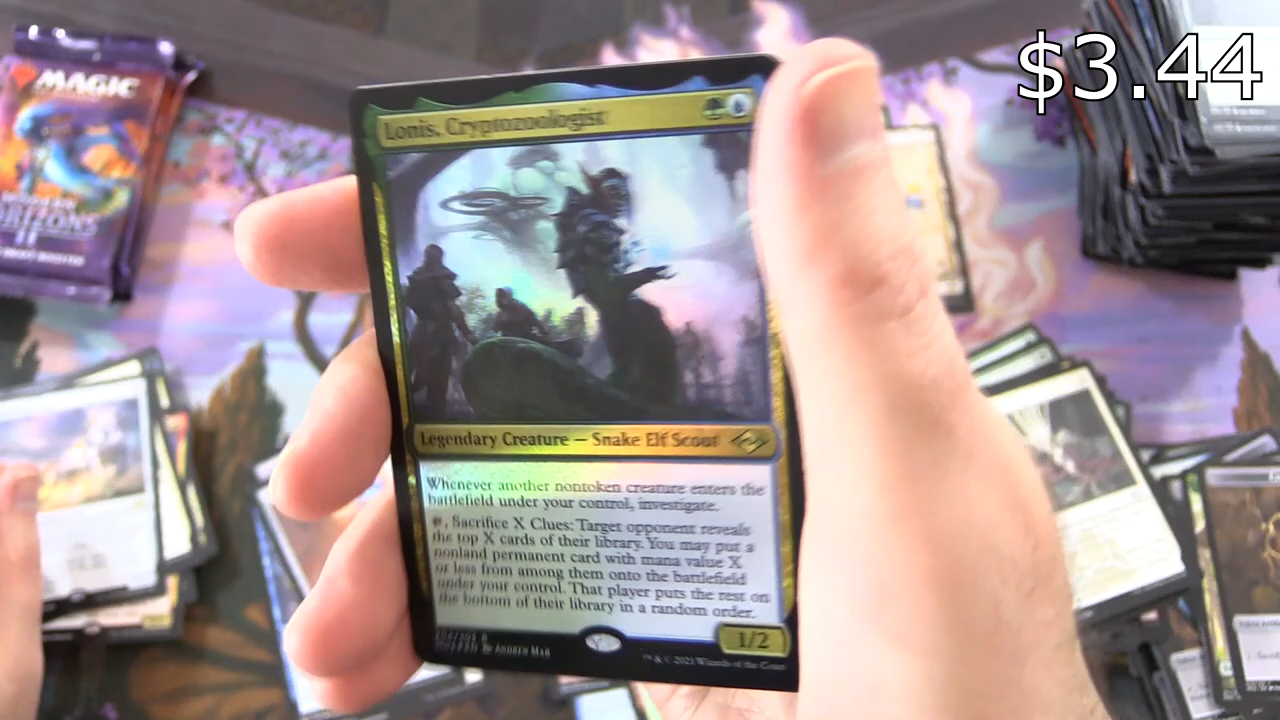 $3.44
MAGIC
HORIZONS
II
Lonis, Cryptozoologist
Legendary Creature — Snake Elf Scout
Whenever another nontoken creature enters the
battlefield under your control, investigate.
, Sacrifice X Clues: Target opponent reveals
the top X cards of their library. You may put a
nonland permanent card with mana value X
or less from among them onto the battlefield
under your control. That player puts the rest on
the bottom of their library in a random order.
1/2
Andrew Mar
™ & © 2021 Wizards of the Coast